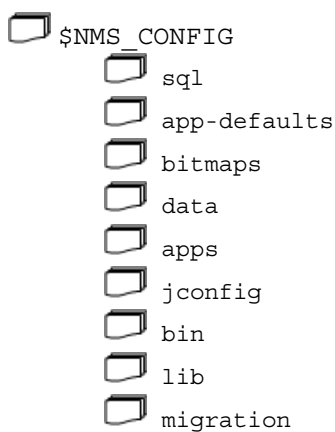 $NMS_CONFIG
sql
app-defaults
bitmaps
data
apps
jconfig
bin
lib
migration